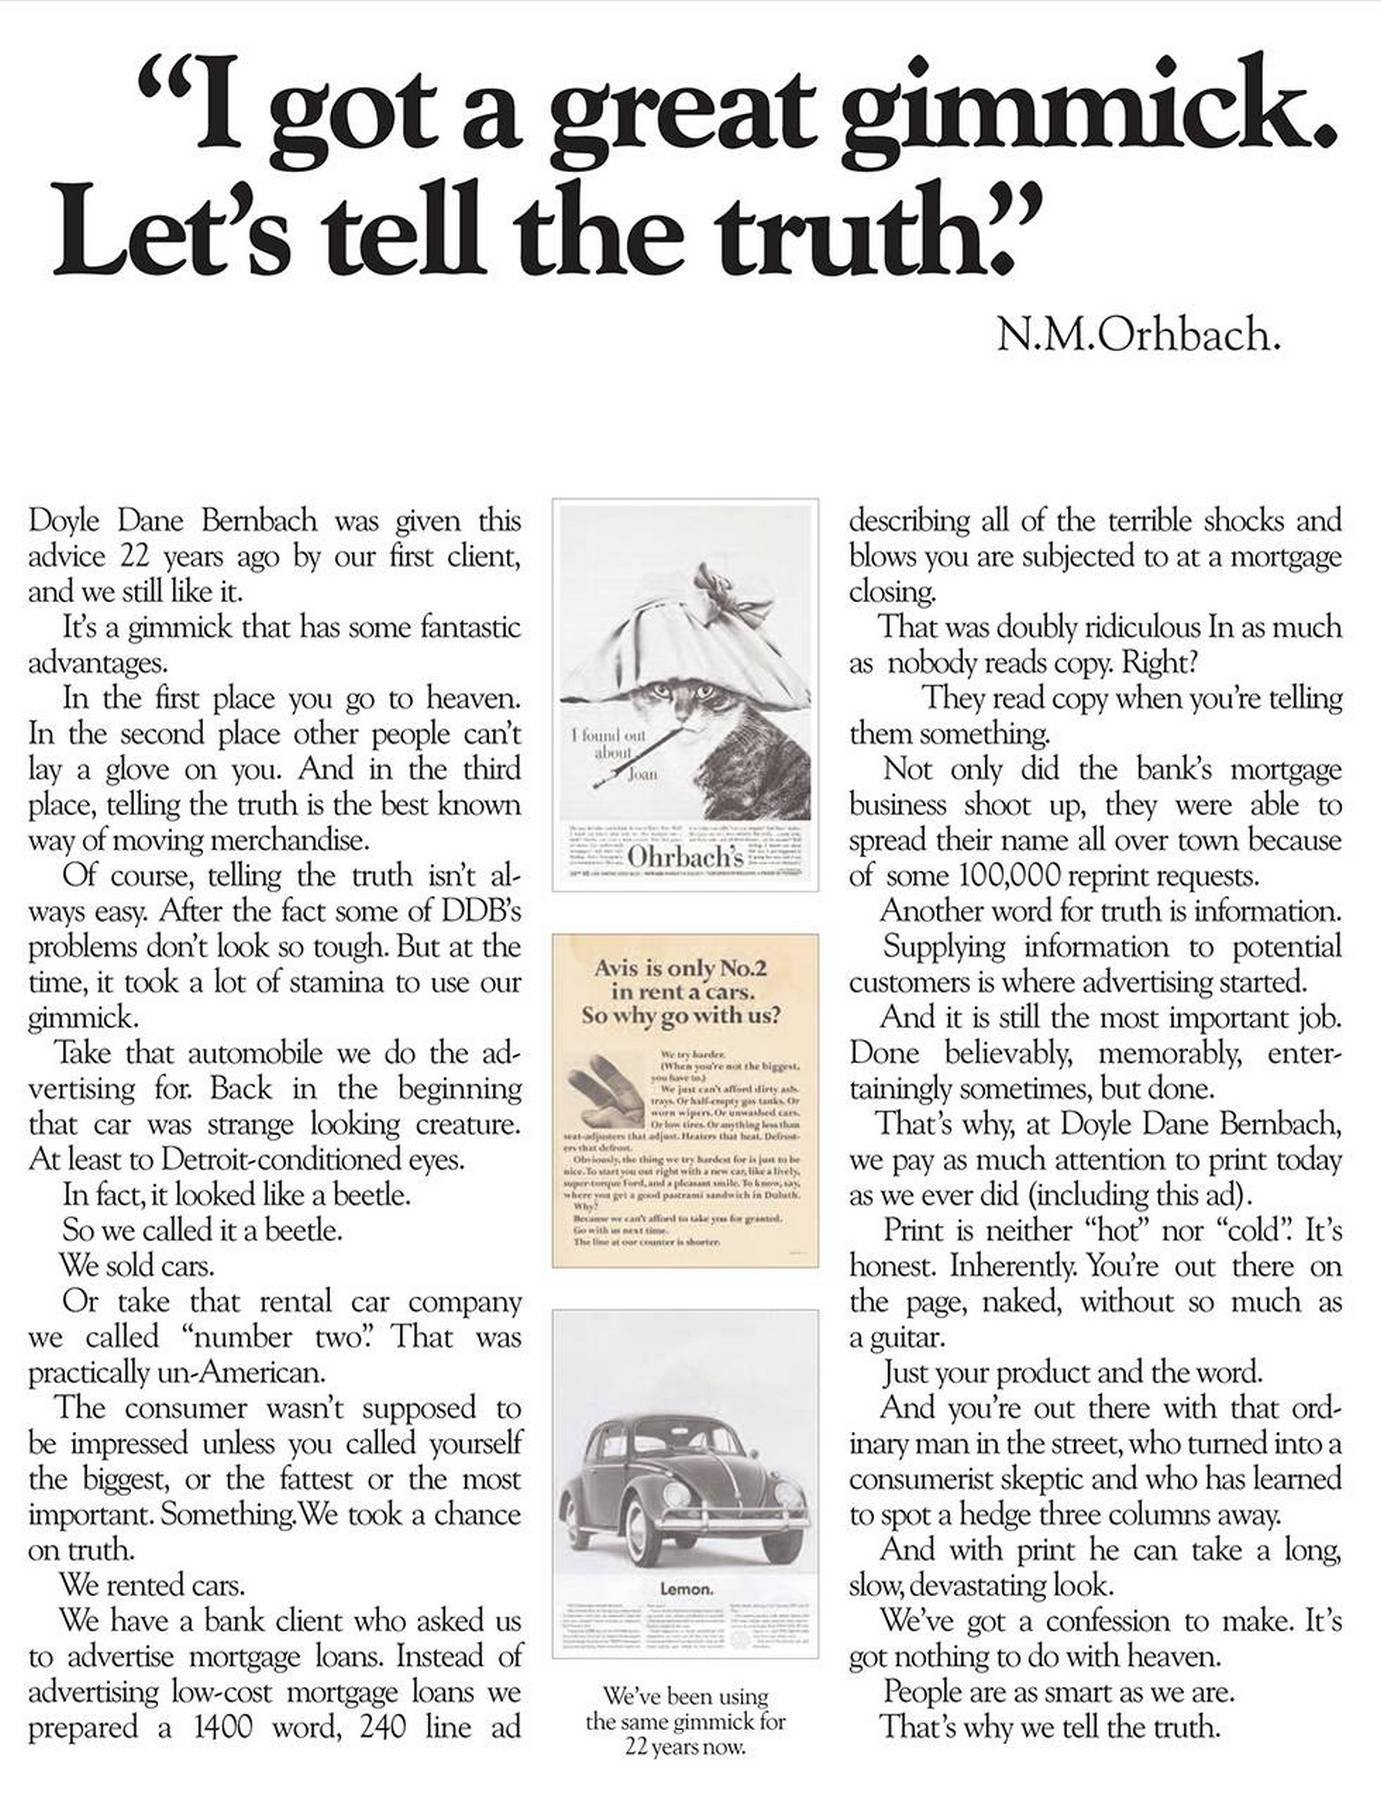 “I got a great gimmick.
Let’s tell the truth.”
N.M.Orhbach.
Doyle Dane Bernbach was given this
advice 22 years ago by our first client,
and we still like it.
It’s a gimmick that has some fantastic
advantages.
In the first place you go to heaven.
In the second place other people can’t
lay a glove on you. And in the third
place, telling the truth is the best known
way of moving merchandise.
Of course, telling the truth isn’t al-
ways easy. After the fact some of DDB’s
problems don’t look so tough. But at the
time, it took a lot of stamina to use our
gimmick.
Take that automobile we do the ad-
vertising for. Back in the beginning
that car was strange looking creature.
At least to Detroit-conditioned eyes.
In fact, it looked like a beetle.
So we called it a beetle.
We sold cars.
Or take that rental car company
we called “number two”. That was
practically un-American.
The consumer wasn’t supposed to
be impressed unless you called yourself
the biggest, or the fattest or the most
important. Something.We took a chance
on truth.
We rented cars.
We have a bank client who asked us
to advertise mortgage loans. Instead of
advertising low-cost mortgage loans we
prepared a 1400 word, 240 line ad
I found out
about
Joan
Ohrbach’s
Avis is only No.2
in rent a cars.
So why go with us?
We try harder.
(When you’re not the biggest,
you have to.)
We just can’t afford dirty ash-
trays. Or half-empty gas tanks. Or
worn wipers. Or unwashed cars.
Or low tires. Or anything less than
seat-adjusters that adjust. Heaters that heat. Defrost-
ers that defrost.
Obviously, the thing we try hardest for is just to be
nice. To start you out right with a new car, like a lively,
super-torque Ford, and a pleasant smile. To know, say,
where you get a good pastrami sandwich in Duluth.
Why?
Because we can’t afford to take you for granted.
Go with us next time.
The line at our counter is shorter.
Lemon.
We’ve been using
the same gimmick for
22 years now.
describing all of the terrible shocks and
blows you are subjected to at a mortgage
closing.
That was doubly ridiculous In as much
as nobody reads copy. Right?
They read copy when you’re telling
them something.
Not only did the bank’s mortgage
business shoot up, they were able to
spread their name all over town because
of some 100,000 reprint requests.
Another word for truth is information.
Supplying information to potential
customers is where advertising started.
And it is still the most important job.
Done believably, memorably, enter-
tainingly sometimes, but done.
That’s why, at Doyle Dane Bernbach,
we pay as much attention to print today
as we ever did (including this ad).
Print is neither “hot” nor “cold”. It’s
honest. Inherently. You’re out there on
the page, naked, without so much as
a guitar.
Just your product and the word.
And you’re out there with that ord-
inary man in the street, who turned into a
consumerist skeptic and who has learned
to spot a hedge three columns away.
And with print he can take a long,
slow, devastating look.
We’ve got a confession to make. It’s
got nothing to do with heaven.
People are as smart as we are.
That’s why we tell the truth.